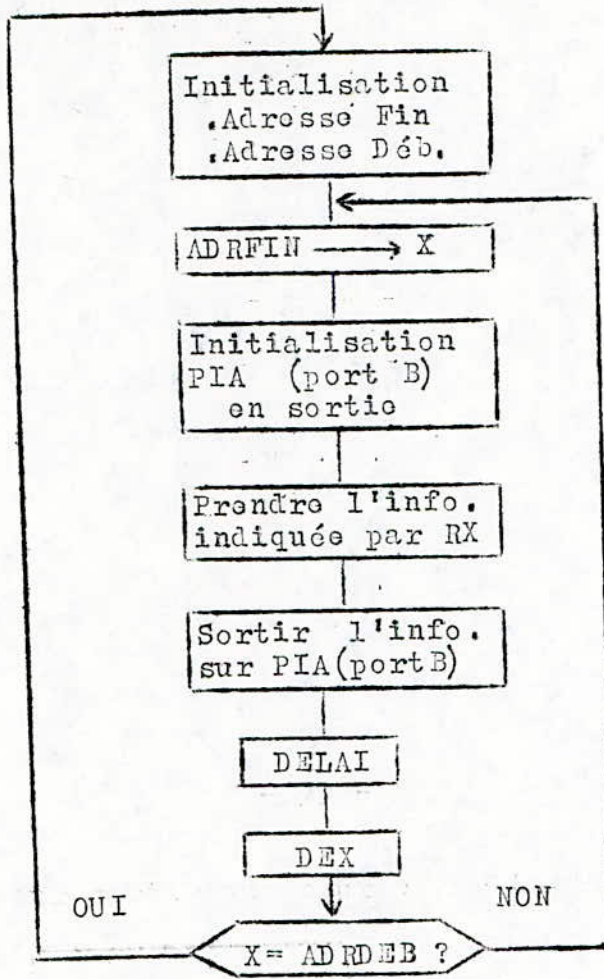 Initialisation
.Adresse Fin
.Adresse Déb.
ADRFIN → X
Initialisation
PIA (port B)
en sortie
Prendre l'info.
indiquée par RX
Sortir l'info.
sur PIA(port B)
DELAI
DEX
OUI
NON
X= ADRDEB ?